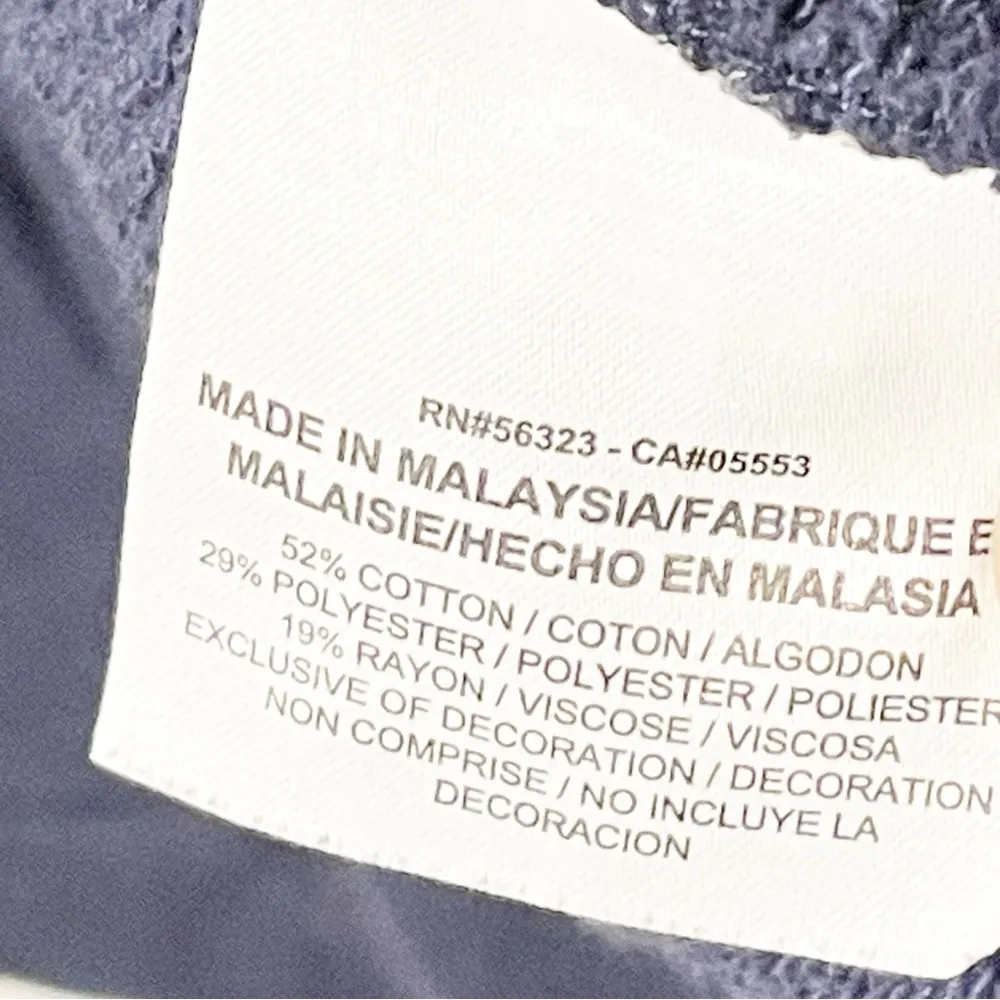 RN#56323 - CA#05553
MADE IN MALAYSIA/FABRIQUE E
MALAISIE/HECHO EN MALASIA
52% COTTON / COTON / ALGODON
29% POLYESTER / POLYESTER / POLIESTER
19% RAYON / VISCOSE / VISCOSA
EXCLUSIVE OF DECORATION / DECORATION
NON COMPRISE / NO INCLUYE LA
DECORACION